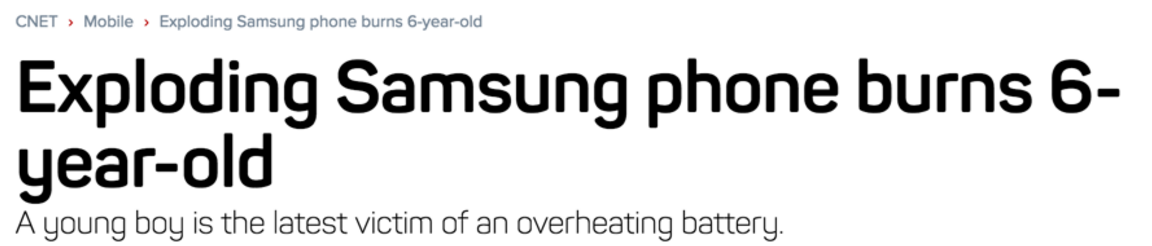 CNET › Mobile › Exploding Samsung phone burns 6-year-old
Exploding Samsung phone burns 6-
year-old
A young boy is the latest victim of an overheating battery.